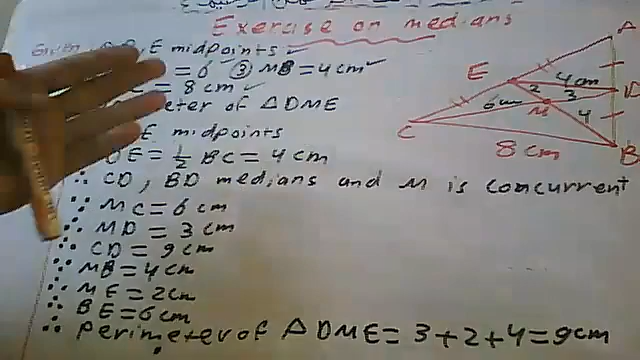 Exercise on medians
Given E midpoints
= 6 ③ MB = 4 cm
= 8 cm
of △DME
E midpoints
DE = 1/2 BC = 4 cm
∴ CD, BD medians and M is concurrent
∵ MC = 6 cm
∴ MD = 3 cm
∴ CD = 9 cm
∵ MB = 4 cm
∴ ME = 2 cm
∴ BE = 6 cm
∴ Perimeter of △DME = 3 + 2 + 4 = 9 cm
A
E
4 cm
2
3
D
6 cm
M
4
C
B
8 cm